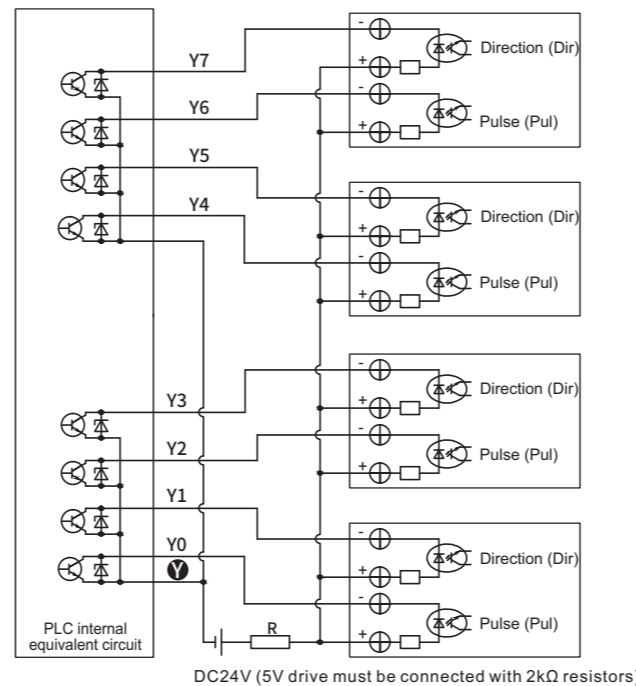 Y7
- Direction (Dir)
+
Y6
-
+ Pulse (Pul)
Y5
- Direction (Dir)
+
Y4
-
+ Pulse (Pul)
Y3
- Direction (Dir)
+
Y2
-
+ Pulse (Pul)
Y1
- Direction (Dir)
+
Y0
-
Y
+ Pulse (Pul)
R
PLC internal
equivalent circuit
DC24V (5V drive must be connected with 2kΩ resistors)